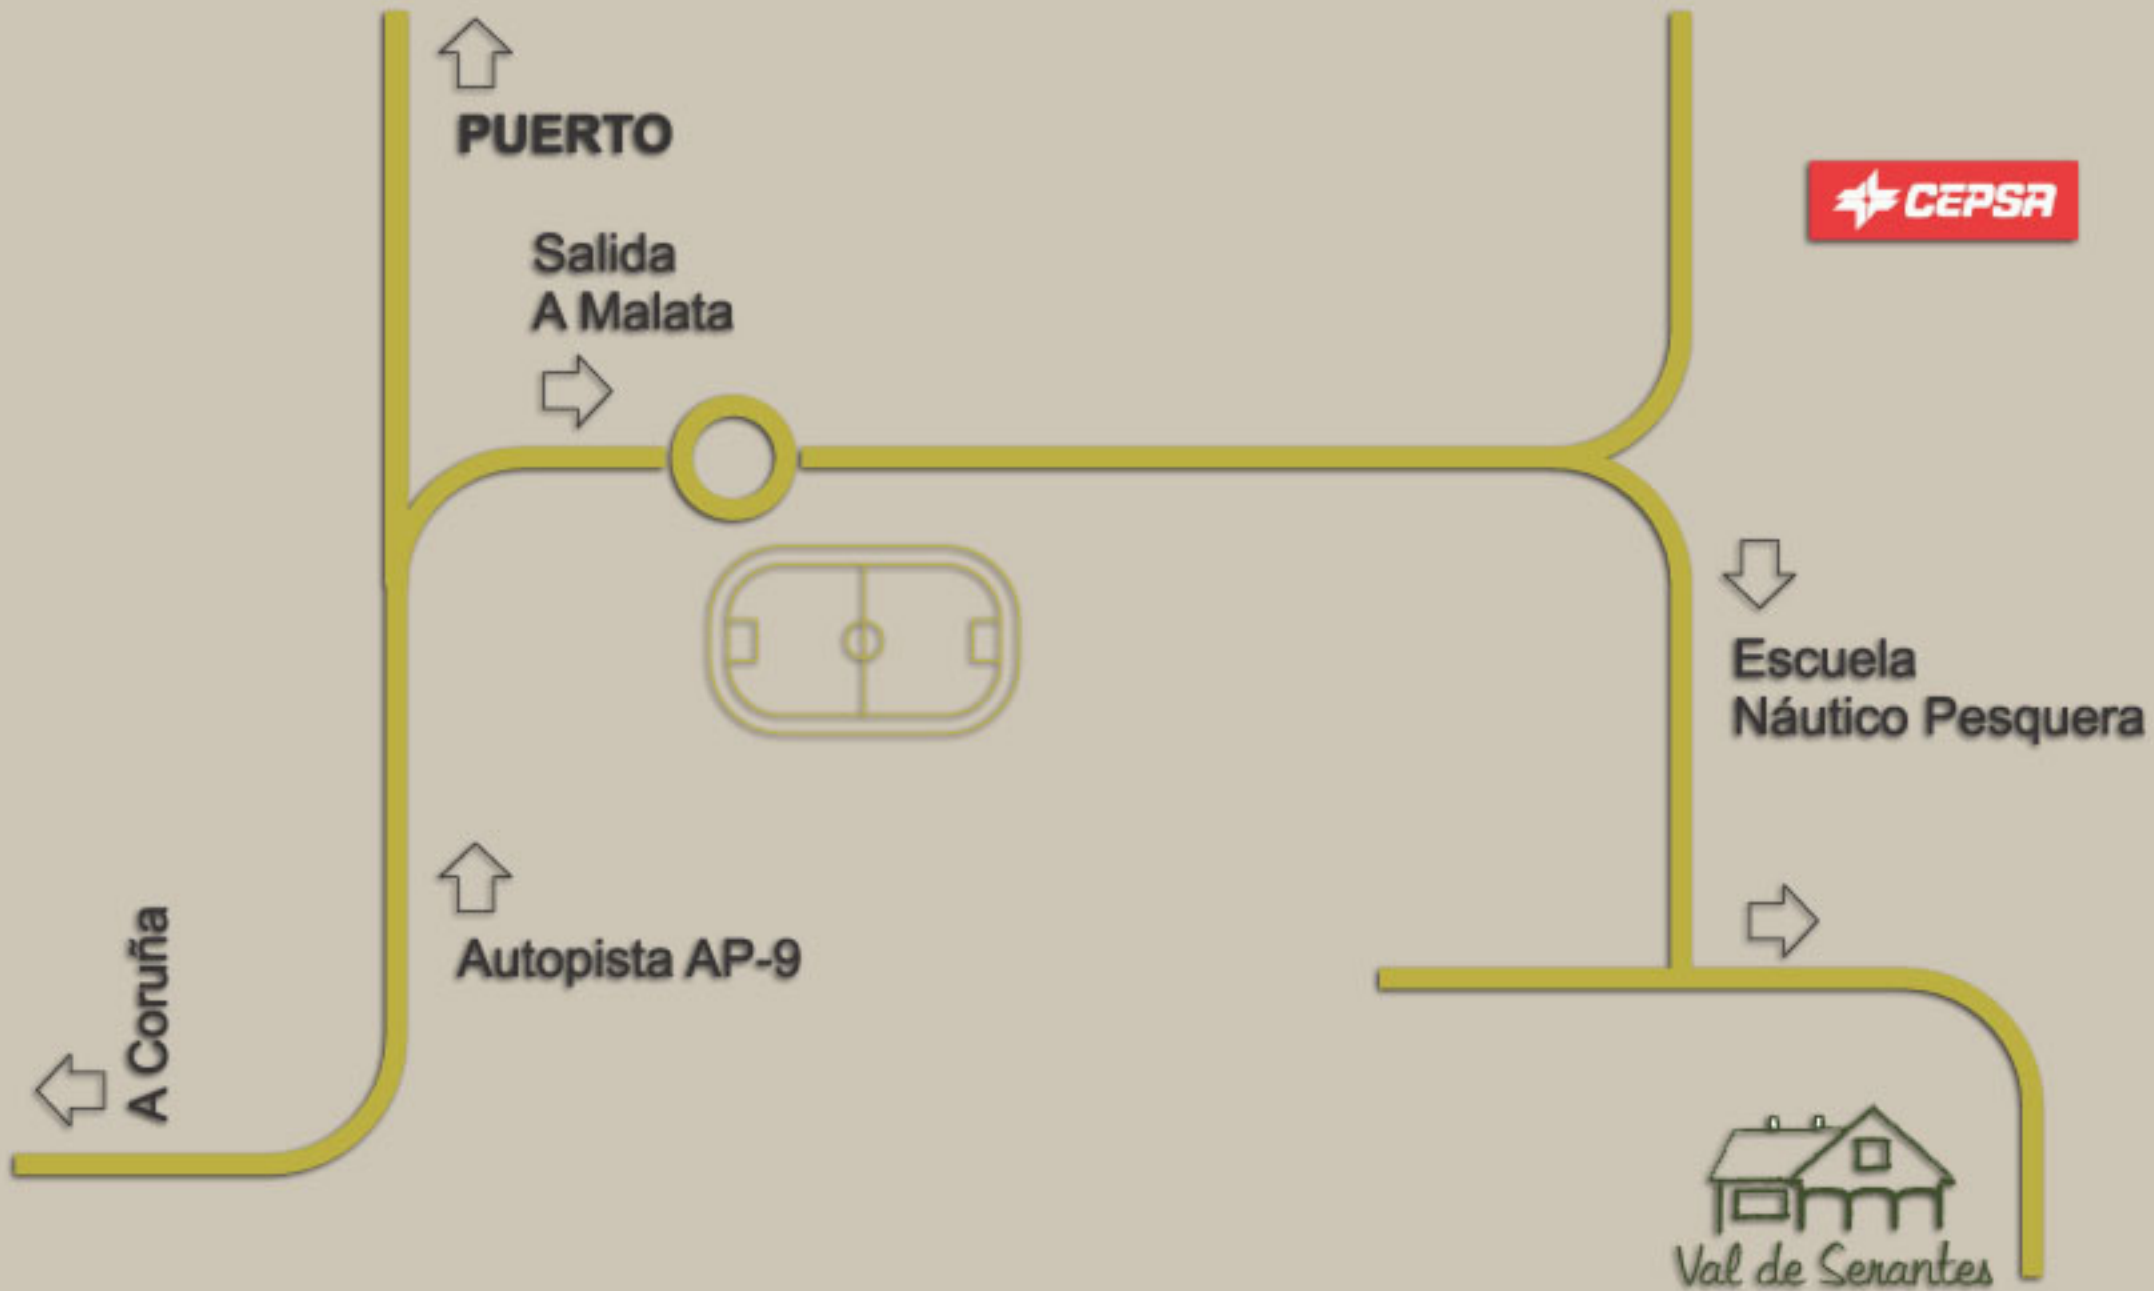 PUERTO
CEPSA
Salida
A Malata
Escuela
Náutico Pesquera
A Coruña
Autopista AP-9
Val de Serantes